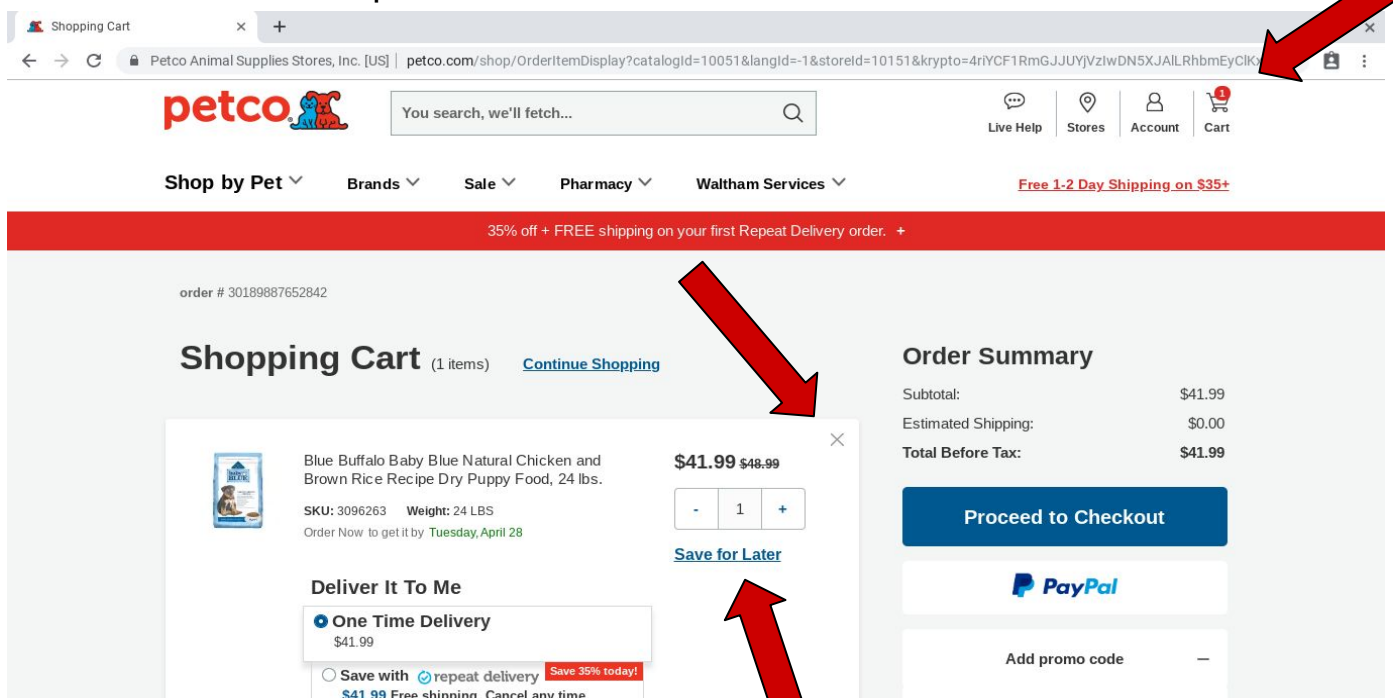 Shopping Cart
Petco Animal Supplies Stores, Inc. [US] | petco.com/shop/OrderItemDisplay?catalogId=10051&langId=-1&storeId=10151&krypto=4riYCF1RmGJJUYjVzIwDN5XJAlLRhbmEyClK
petco
You search, we'll fetch...
1
Live Help Stores Account Cart
Shop by Pet Brands Sale Pharmacy Waltham Services Free 1-2 Day Shipping on $35+
35% off + FREE shipping on your first Repeat Delivery order. +
order # 30189887652842
Shopping Cart (1 items) Continue Shopping
Blue Buffalo Baby Blue Natural Chicken and
Brown Rice Recipe Dry Puppy Food, 24 lbs.
SKU: 3096263 Weight: 24 LBS
Order Now to get it by Tuesday, April 28
$41.99 $48.99
- 1 +
Save for Later
Deliver It To Me
One Time Delivery
$41.99
Save with repeat delivery Save 35% today!
$41.99 Free shipping. Cancel any time
Order Summary
Subtotal: $41.99
Estimated Shipping: $0.00
Total Before Tax: $41.99
Proceed to Checkout
PayPal
Add promo code –